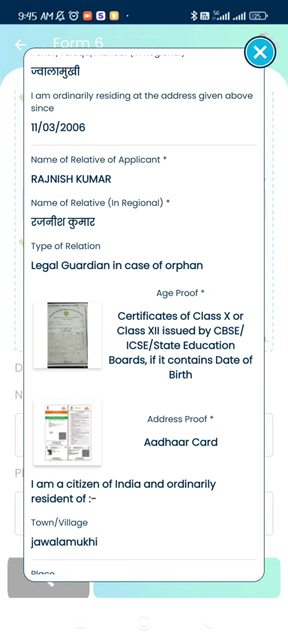 9:45 AM
Form 6
ज्वालामुखी
I am ordinarily residing at the address given above
since
11/03/2006
Name of Relative of Applicant *
RAJNISH KUMAR
Name of Relative (In Regional) *
रजनीश कुमार
Type of Relation
Legal Guardian in case of orphan
Age Proof *
Certificates of Class X or
Class XII issued by CBSE/
ICSE/State Education
Boards, if it contains Date of
Birth
Address Proof *
Aadhaar Card
I am a citizen of India and ordinarily
resident of :-
Town/Village
jawalamukhi
Place